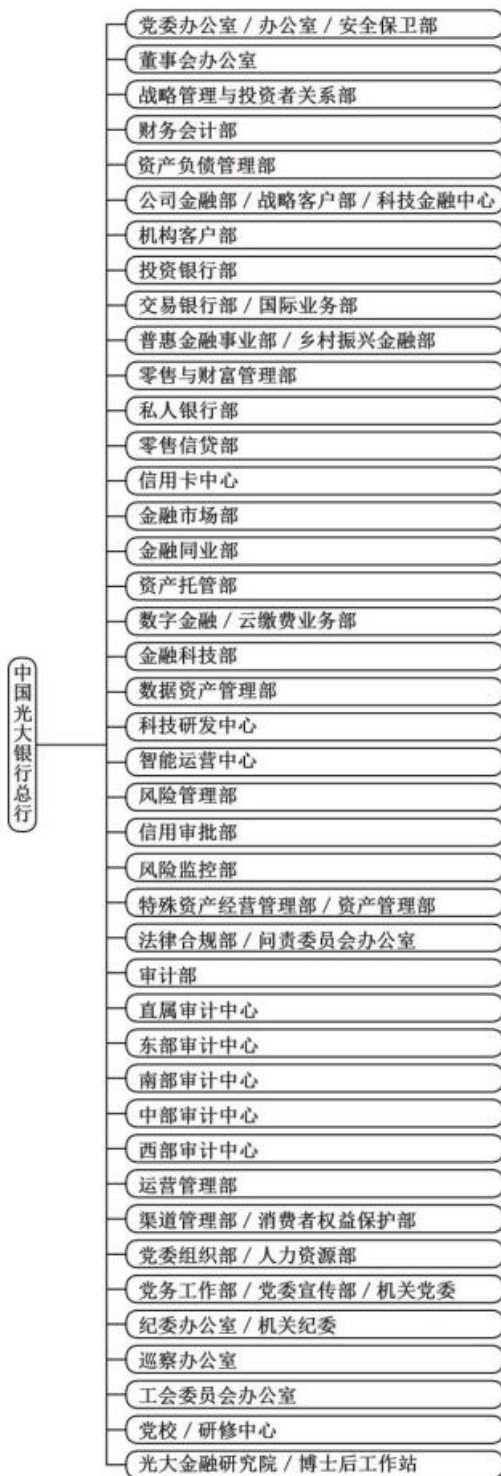 党委办公室 / 办公室 / 安全保卫部
董事会办公室
战略管理与投资者关系部
财务会计部
资产负债管理部
公司金融部 / 战略客户部 / 科技金融中心
机构客户部
投资银行部
交易银行部 / 国际业务部
普惠金融事业部 / 乡村振兴金融部
零售与财富管理部
私人银行部
零售信贷部
信用卡中心
金融市场部
金融同业部
资产托管部
数字金融 / 云缴费业务部
金融科技部
数据资产管理部
中国光大银行总行
科技研发中心
智能运营中心
风险管理部
信用审批部
风险监控部
特殊资产经营管理部 / 资产管理部
法律合规部 / 问责委员会办公室
审计部
直属审计中心
东部审计中心
南部审计中心
中部审计中心
西部审计中心
运营管理部
渠道管理部 / 消费者权益保护部
党委组织部 / 人力资源部
党务工作部 / 党委宣传部 / 机关党委
纪委办公室 / 机关纪委
巡察办公室
工会委员会办公室
党校 / 研修中心
光大金融研究院 / 博士后工作站